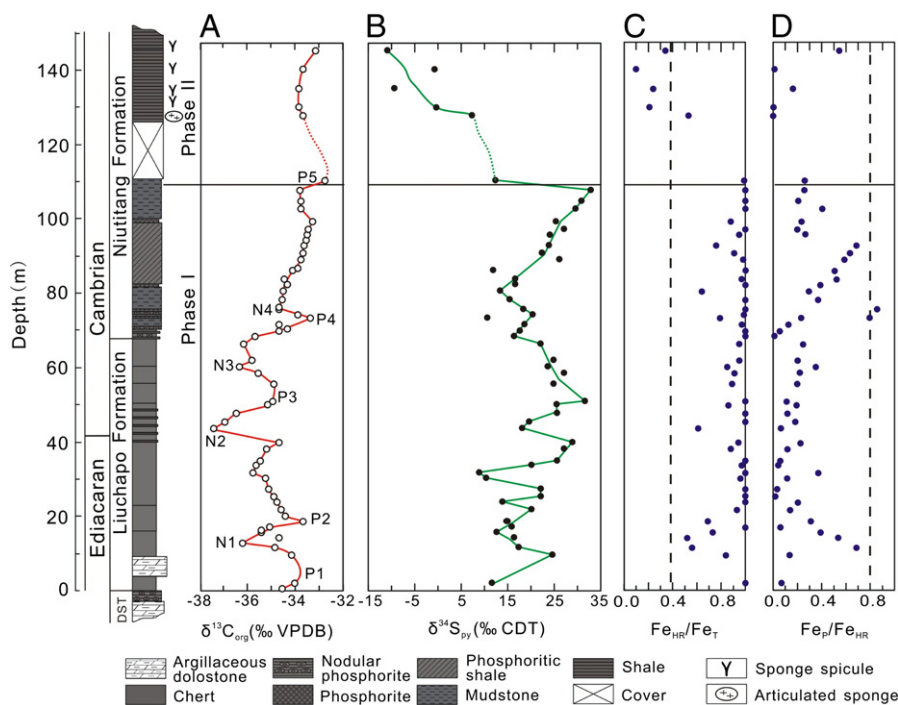 A B C D
Depth (m)
140
120
100
80
60
40
20
0
Cambrian
Ediacaran
Niutitang Formation
Liuchapo Formation
DST
Phase II
Phase I
P5
N4
P4
N3
P3
N2
P2
N1
P1
-38 -36 -34 -32
-15 -5 5 15 25 35
0.0 0.4 0.8
0.0 0.4 0.8
δ¹³Corg(‰ VPDB)
δ³⁴Spy(‰ CDT)
FeHR/FeT
FeP/FeHR
Argillaceous dolostone
Nodular phosphorite
Phosphoritic shale
Shale
Sponge spicule
Chert
Phosphorite
Mudstone
Cover
Articulated sponge